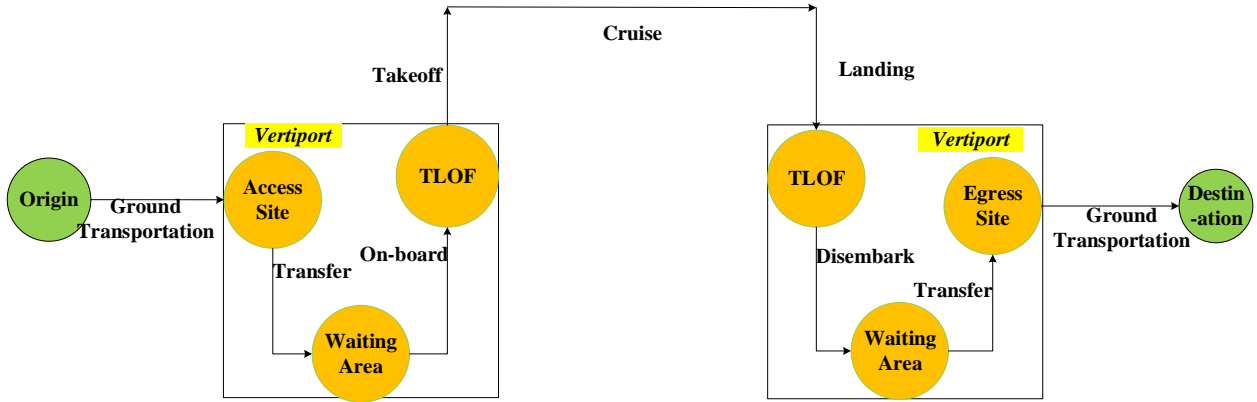 Cruise
Takeoff
Landing
Vertiport
Vertiport
Origin
Ground
Transportation
Access
Site
TLOF
TLOF
Egress
Site
Ground
Transportation
Destin
-ation
Transfer
On-board
Disembark
Transfer
Waiting
Area
Waiting
Area